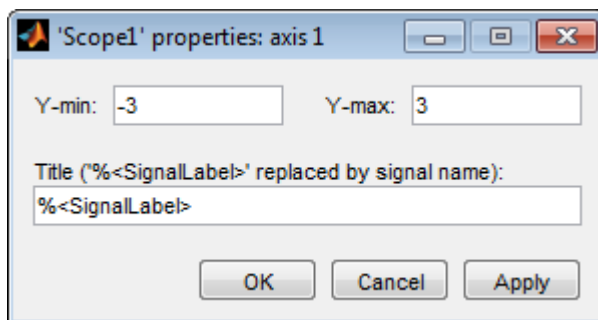 'Scope1' properties: axis 1
Y-min: -3 Y-max: 3
Title ('%<SignalLabel>' replaced by signal name):
%<SignalLabel>
OK Cancel Apply